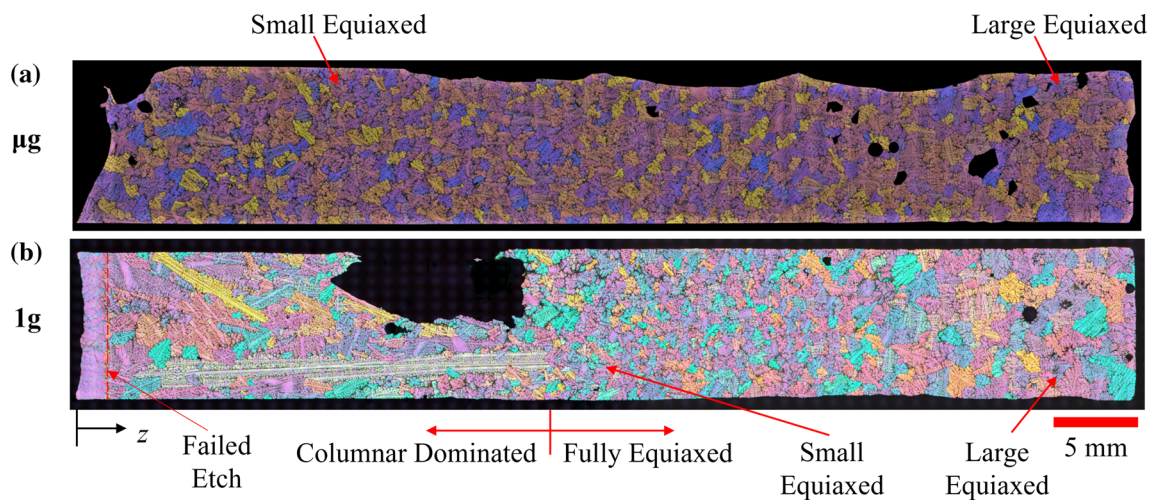 Small Equiaxed
Large Equiaxed
(a)
μg
(b)
1g
z
Failed
Etch
Columnar Dominated
Fully Equiaxed
Small
Equiaxed
Large
Equiaxed
5 mm